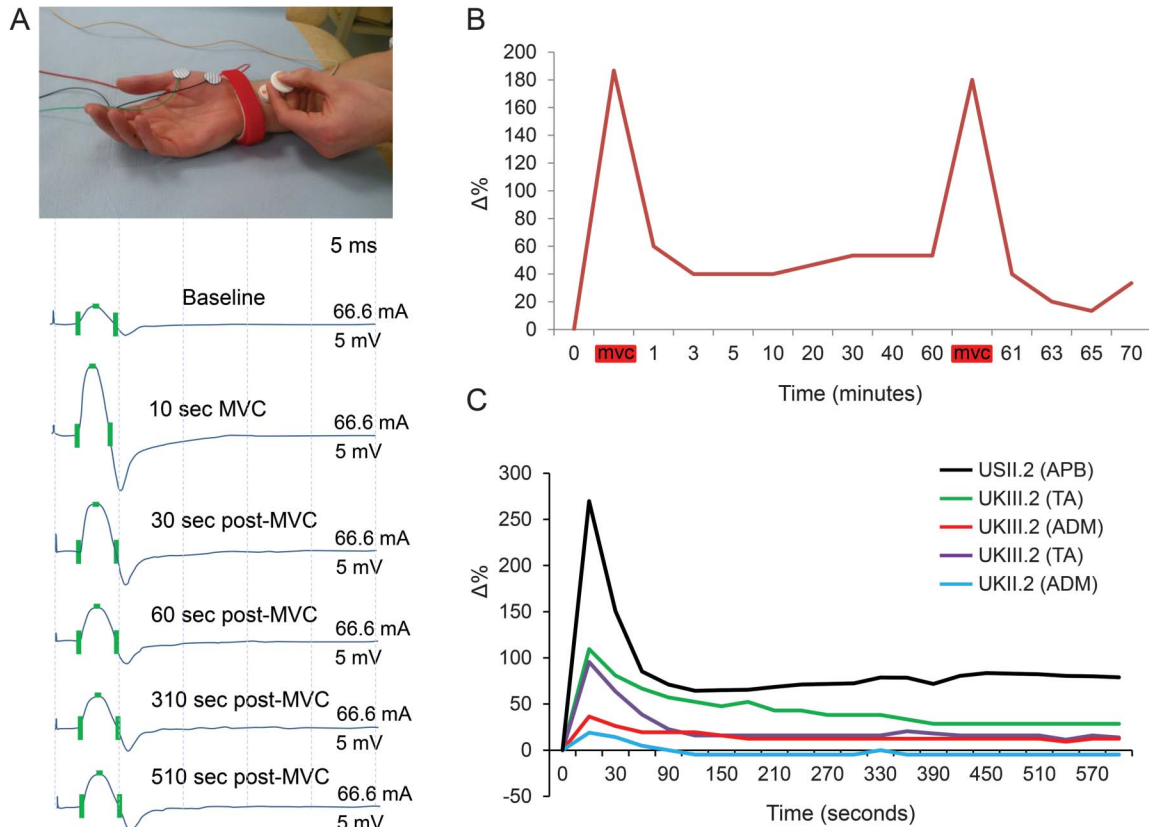 A
5 ms
Baseline
66.6 mA
5 mV
10 sec MVC
66.6 mA
5 mV
30 sec post-MVC
66.6 mA
5 mV
60 sec post-MVC
66.6 mA
5 mV
310 sec post-MVC
66.6 mA
5 mV
510 sec post-MVC
66.6 mA
5 mV
B
200
180
160
140
120
100
80
60
40
20
0
Δ%
0 mvc 1 3 5 10 20 30 40 60 mvc 61 63 65 70
Time (minutes)
C
300
250
200
150
100
50
0
-50
Δ%
USII.2 (APB)
UKIII.2 (TA)
UKIII.2 (ADM)
UKIII.2 (TA)
UKII.2 (ADM)
0 30 90 150 210 270 330 390 450 510 570
Time (seconds)